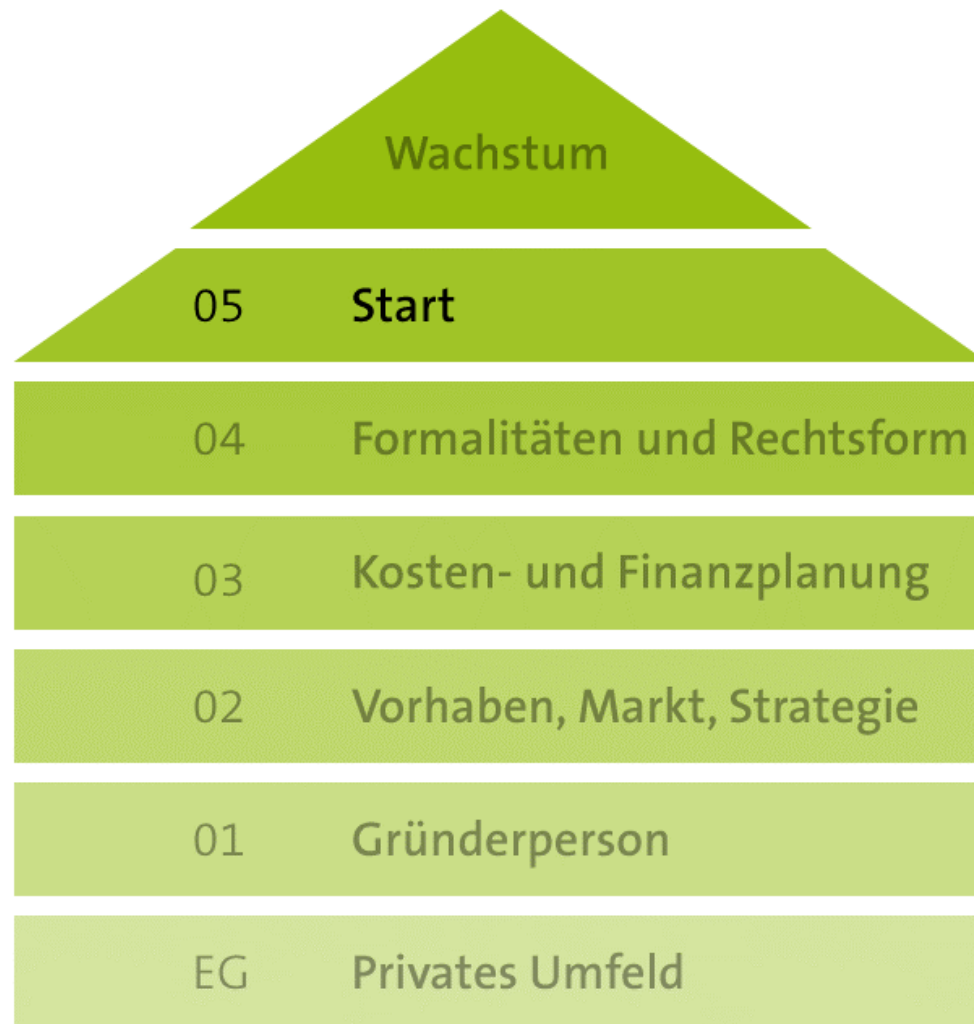 Wachstum
05 Start
04 Formalitäten und Rechtsform
03 Kosten- und Finanzplanung
02 Vorhaben, Markt, Strategie
01 Gründerperson
EG Privates Umfeld